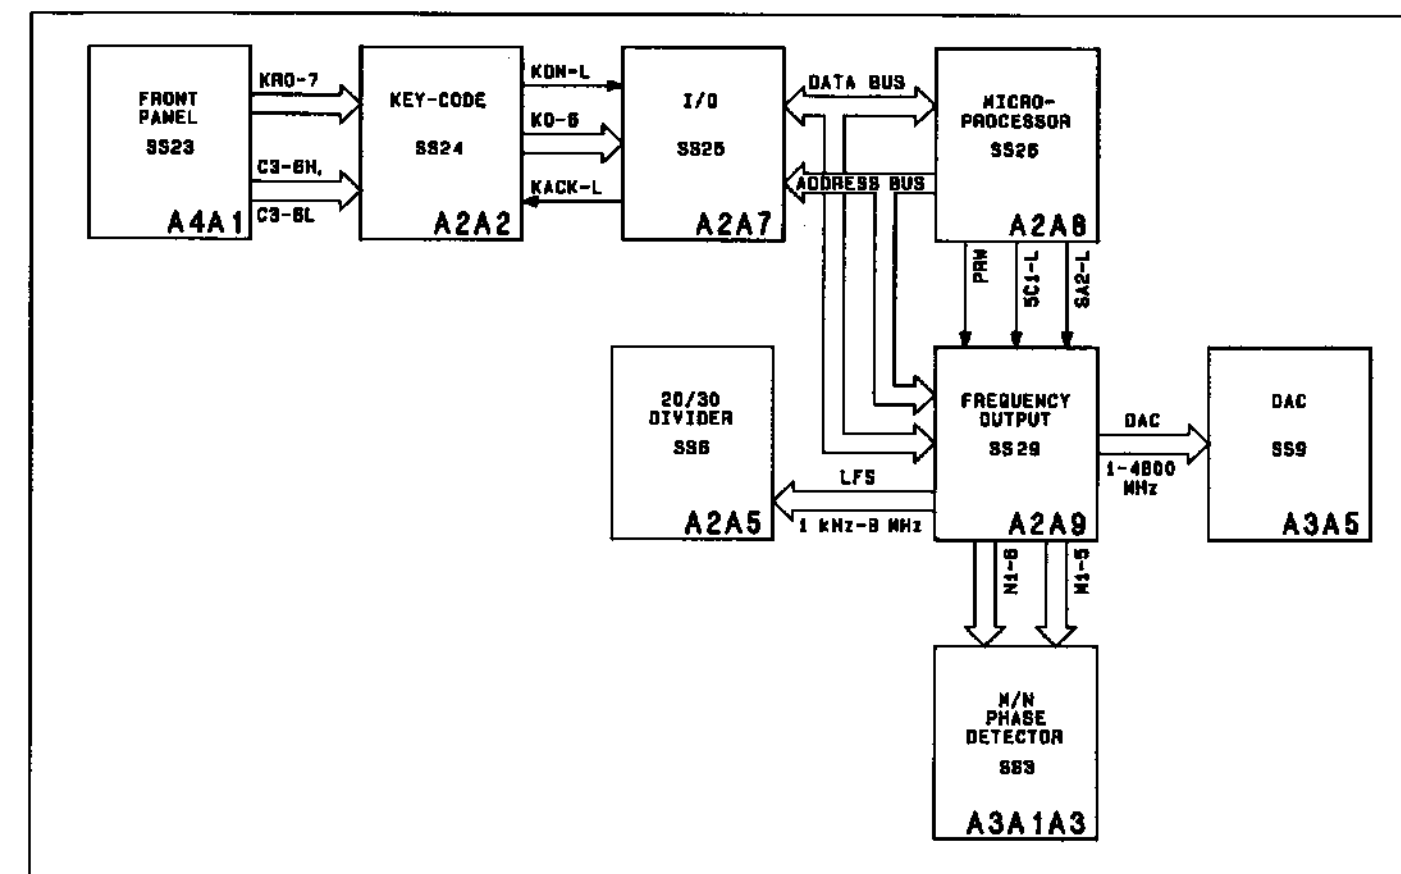 FRONT
PANEL
SS23
A4A1
KR0-7
C3-6H,
C3-6L
KEY-CODE
SS24
A2A2
KDN-L
K0-6
KACK-L
I/O
SS25
A2A7
DATA BUS
ADDRESS BUS
MICRO-
PROCESSOR
SS26
A2A8
PRW
SC1-L
SA2-L
20/30
DIVIDER
SS6
A2A5
LFS
1 kHz-8 MHz
FREQUENCY
OUTPUT
SS29
A2A9
DAC
1-4800
MHz
DAC
SS9
A3A5
N1-6
M1-5
M/N
PHASE
DETECTOR
SS3
A3A1A3